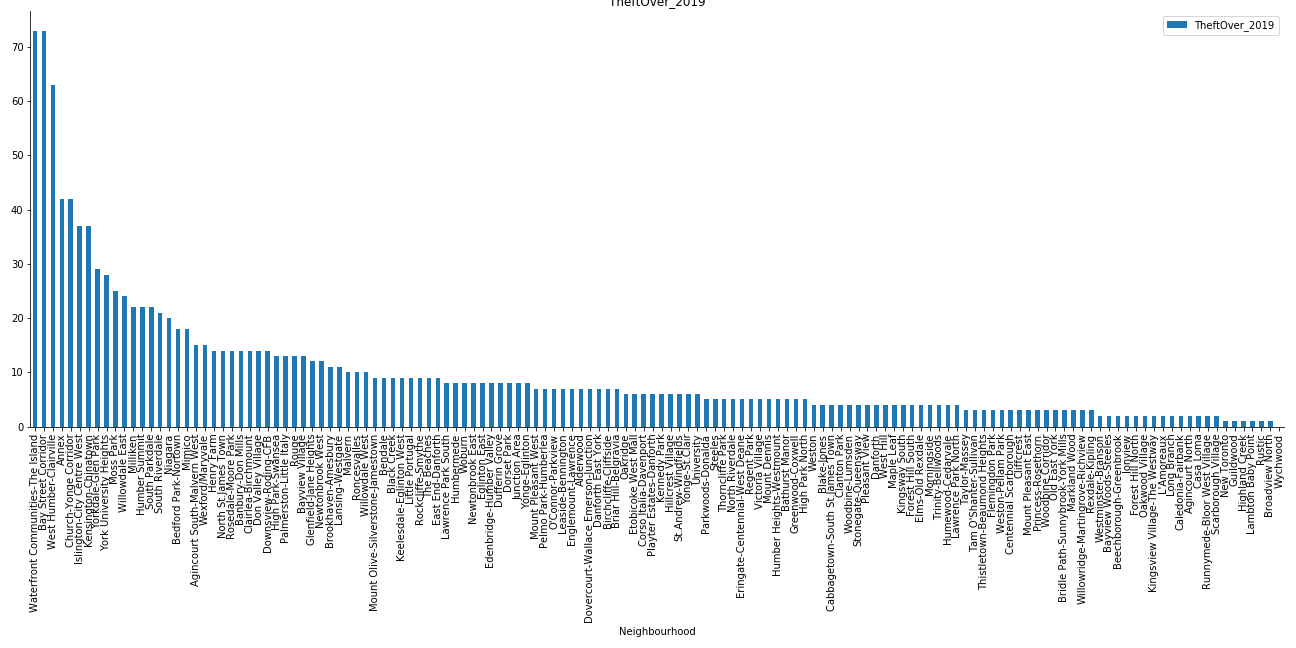 TheftOver_2019
TheftOver_2019
70
60
50
40
30
20
10
0
Waterfront Communities-The Island
Bay Street Corridor
West Humber-Clairville
Annex
Church-Yonge Corridor
Islington-City Centre West
Kensington-Chinatown
Yorkdale-Glen Park
York University Heights
Moss Park
Willowdale East
Milliken
Humber Summit
South Parkdale
South Riverdale
Niagara
Bedford Park-Nortown
Mimico
Agincourt South-Malvern West
Wexford/Maryvale
Henry Farm
North St.James Town
Rosedale-Moore Park
Banbury-Don Mills
Clairlea-Birchmount
Don Valley Village
Downsview-Roding-CFB
High Park-Swansea
Palmerston-Little Italy
Rouge
Bayview Village
Glenfield-Jane Heights
Newtonbrook West
Brookhaven-Amesbury
Lansing-Westgate
Malvern
Roncesvalles
Willowdale West
Mount Olive-Silverstone-Jamestown
Bendale
Black Creek
Keelesdale-Eglinton West
Little Portugal
Rockcliffe-Smythe
The Beaches
East End-Danforth
Lawrence Park South
Humbermede
Woburn
Newtonbrook East
Eglinton East
Edenbridge-Humber Valley
Dufferin Grove
Dorset Park
Junction Area
Yonge-Eglinton
Mount Pleasant West
Pelmo Park-Humberlea
O'Connor-Parkview
Leaside-Bennington
Englemount-Lawrence
Alderwood
Dovercourt-Wallace Emerson-Junction
Danforth East York
Birchcliffe-Cliffside
Briar Hill-Belgravia
Oakridge
Etobicoke West Mall
Corso Italia-Davenport
Playter Estates-Danforth
Kennedy Park
Hillcrest Village
St.Andrew-Windfields
Yonge-St.Clair
University
Parkwoods-Donalda
Steeles
Thorncliffe Park
North Riverdale
Eringate-Centennial-West Deane
Regent Park
Victoria Village
Mount Dennis
Humber Heights-Westmount
Bathurst Manor
Greenwood-Coxwell
High Park North
Weston
Blake-Jones
Cabbagetown-South St.James Town
Clanton Park
Woodbine-Lumsden
Stonegate-Queensway
Pleasant View
Danforth
West Hill
Maple Leaf
Kingsway South
Forest Hill South
Elms-Old Rexdale
Morningside
Trinity-Bellwoods
Humewood-Cedarvale
Lawrence Park North
Taylor-Massey
Tam O'Shanter-Sullivan
Thistletown-Beaumond Heights
Flemingdon Park
Weston-Pellam Park
Centennial Scarborough
Cliffcrest
Mount Pleasant East
Princess-Rosethorn
Woodbine Corridor
Old East York
Bridle Path-Sunnybrook-York Mills
Markland Wood
Willowridge-Martingrove-Richview
Rexdale-Kipling
Westminster-Branson
Bayview Woods-Steeles
Beechborough-Greenbrook
Ionview
Forest Hill North
Oakwood Village
Kingsview Village-The Westway
L'Amoreaux
Long Branch
Caledonia-Fairbank
Agincourt North
Casa Loma
Runnymede-Bloor West Village
Scarborough Village
New Toronto
Guildwood
Highland Creek
Lambton Baby Point
Rustic
Broadview North
Wychwood
Neighbourhood